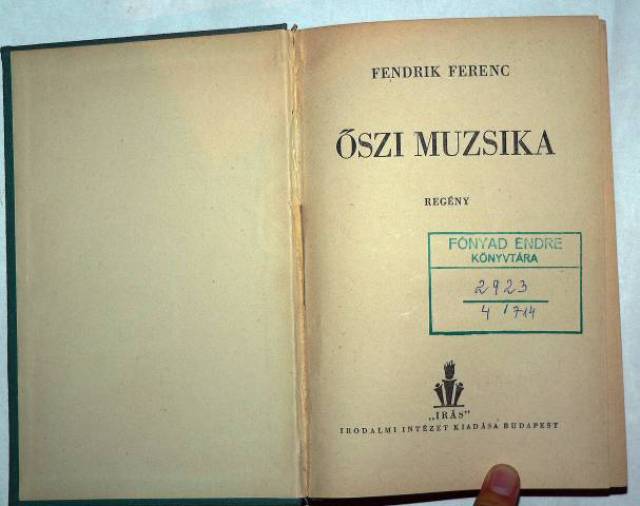 FENDRIK FERENC
ŐSZI MUZSIKA
REGÉNY
FÓNYAD ENDRE
KÖNYVTÁRA
2923
4/714
„IRÁS”
IRODALMI INTÉZET KIADÁSA BUDAPEST